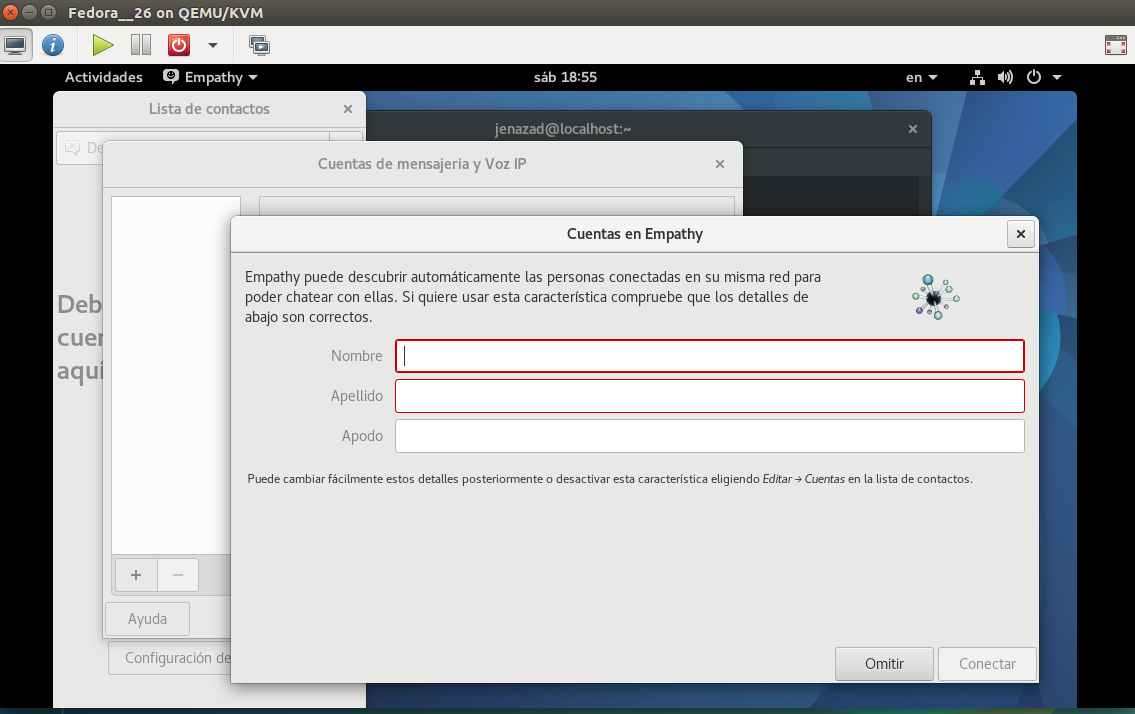 Fedora__26 on QEMU/KVM
Actividades Empathy sáb 18:55 en
Lista de contactos
jenazad@localhost:~
De
Cuentas de mensajeria y Voz IP
Cuentas en Empathy
Empathy puede descubrir automáticamente las personas conectadas en su misma red para
poder chatear con ellas. Si quiere usar esta característica compruebe que los detalles de
abajo son correctos.
Deb
cuer
aquí
Nombre
Apellido
Apodo
Puede cambiar fácilmente estos detalles posteriormente o desactivar esta característica eligiendo Editar → Cuentas en la lista de contactos.
Ayuda
Configuración de
Omitir Conectar